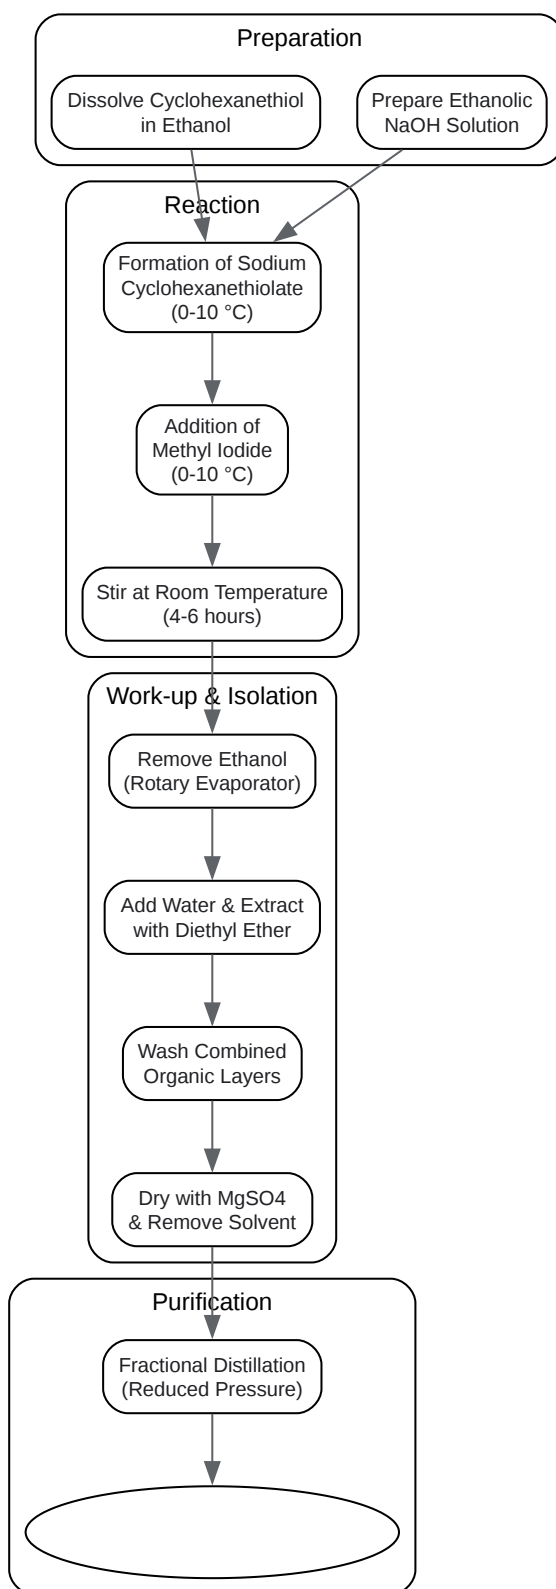 Preparation
Dissolve Cyclohexanethiol
in Ethanol
Prepare Ethanolic
NaOH Solution
Reaction
Formation of Sodium
Cyclohexanethiolate
(0-10 °C)
Addition of
Methyl Iodide
(0-10 °C)
Stir at Room Temperature
(4-6 hours)
Work-up & Isolation
Remove Ethanol
(Rotary Evaporator)
Add Water & Extract
with Diethyl Ether
Wash Combined
Organic Layers
Dry with MgSO4
& Remove Solvent
Purification
Fractional Distillation
(Reduced Pressure)